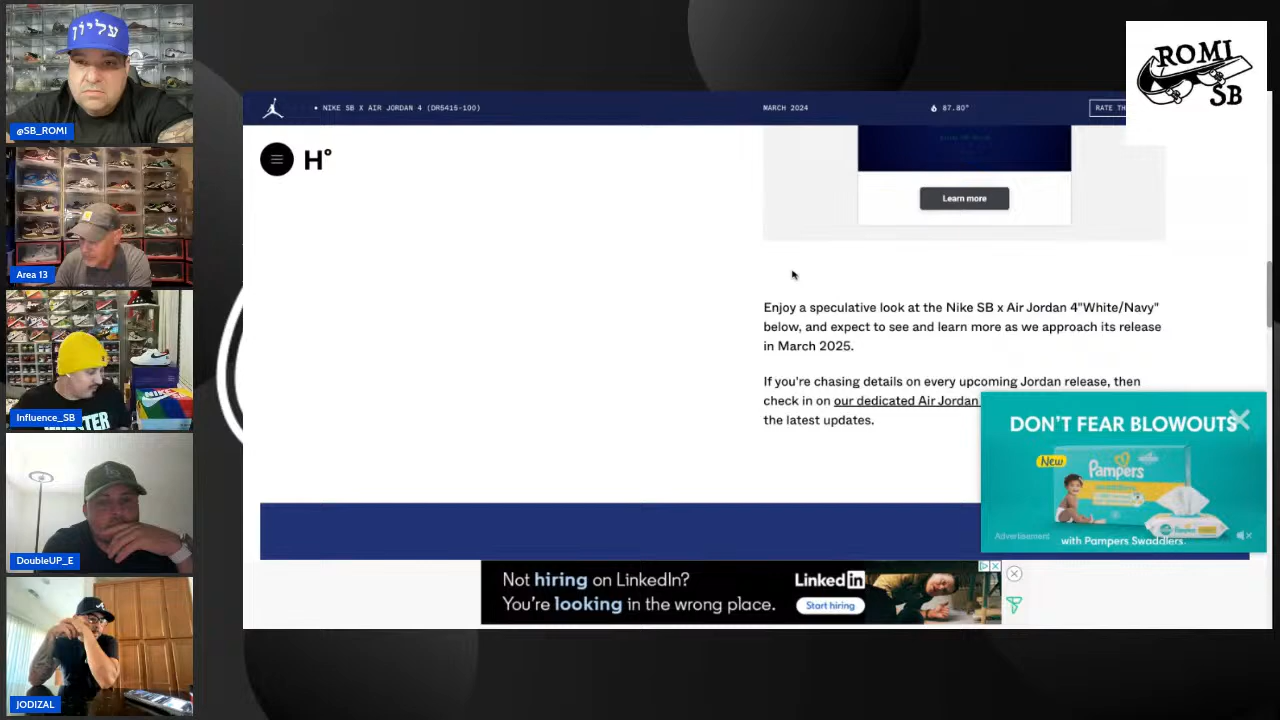 עליון
@SB_ROMI
Area 13
Influence_SB
DoubleUP_E
JODIZAL
ROMI
SB
• NIKE SB X AIR JORDAN 4 (DR5415-100)
MARCH 2024
87.80°
RATE TH
H°
Learn more
Enjoy a speculative look at the Nike SB x Air Jordan 4"White/Navy"
below, and expect to see and learn more as we approach its release
in March 2025.
If you're chasing details on every upcoming Jordan release, then
check in on our dedicated Air Jordan
the latest updates.
DON'T FEAR BLOWOUTS
New
Pampers
Advertisement
with Pampers Swaddlers.
Not hiring on LinkedIn?
You're looking in the wrong place.
Linked in
Start hiring